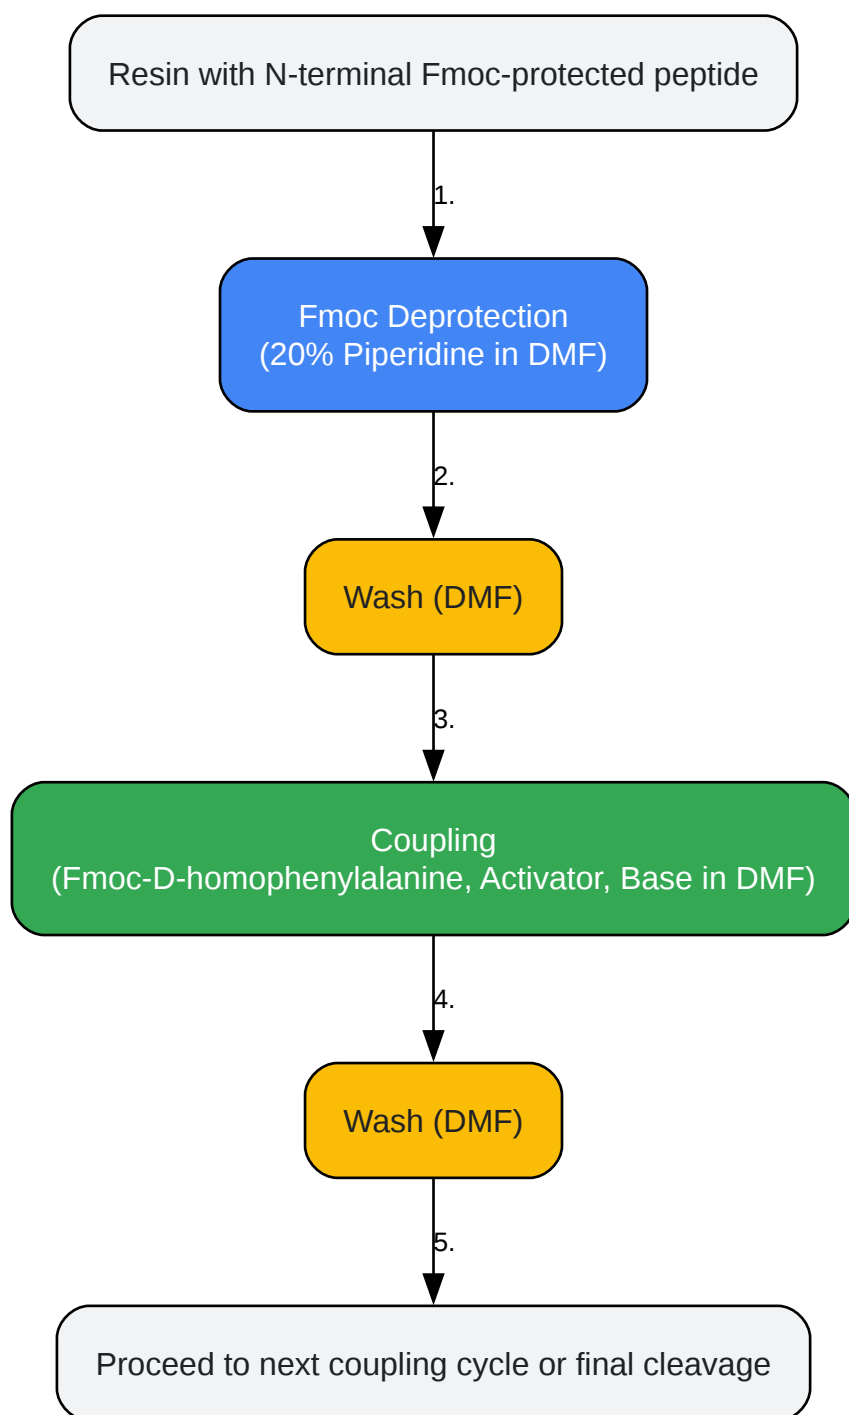 Resin with N-terminal Fmoc-protected peptide
1.
Fmoc Deprotection
(20% Piperidine in DMF)
2.
Wash (DMF)
3.
Coupling
(Fmoc-D-homophenylalanine, Activator, Base in DMF)
4.
Wash (DMF)
5.
Proceed to next coupling cycle or final cleavage